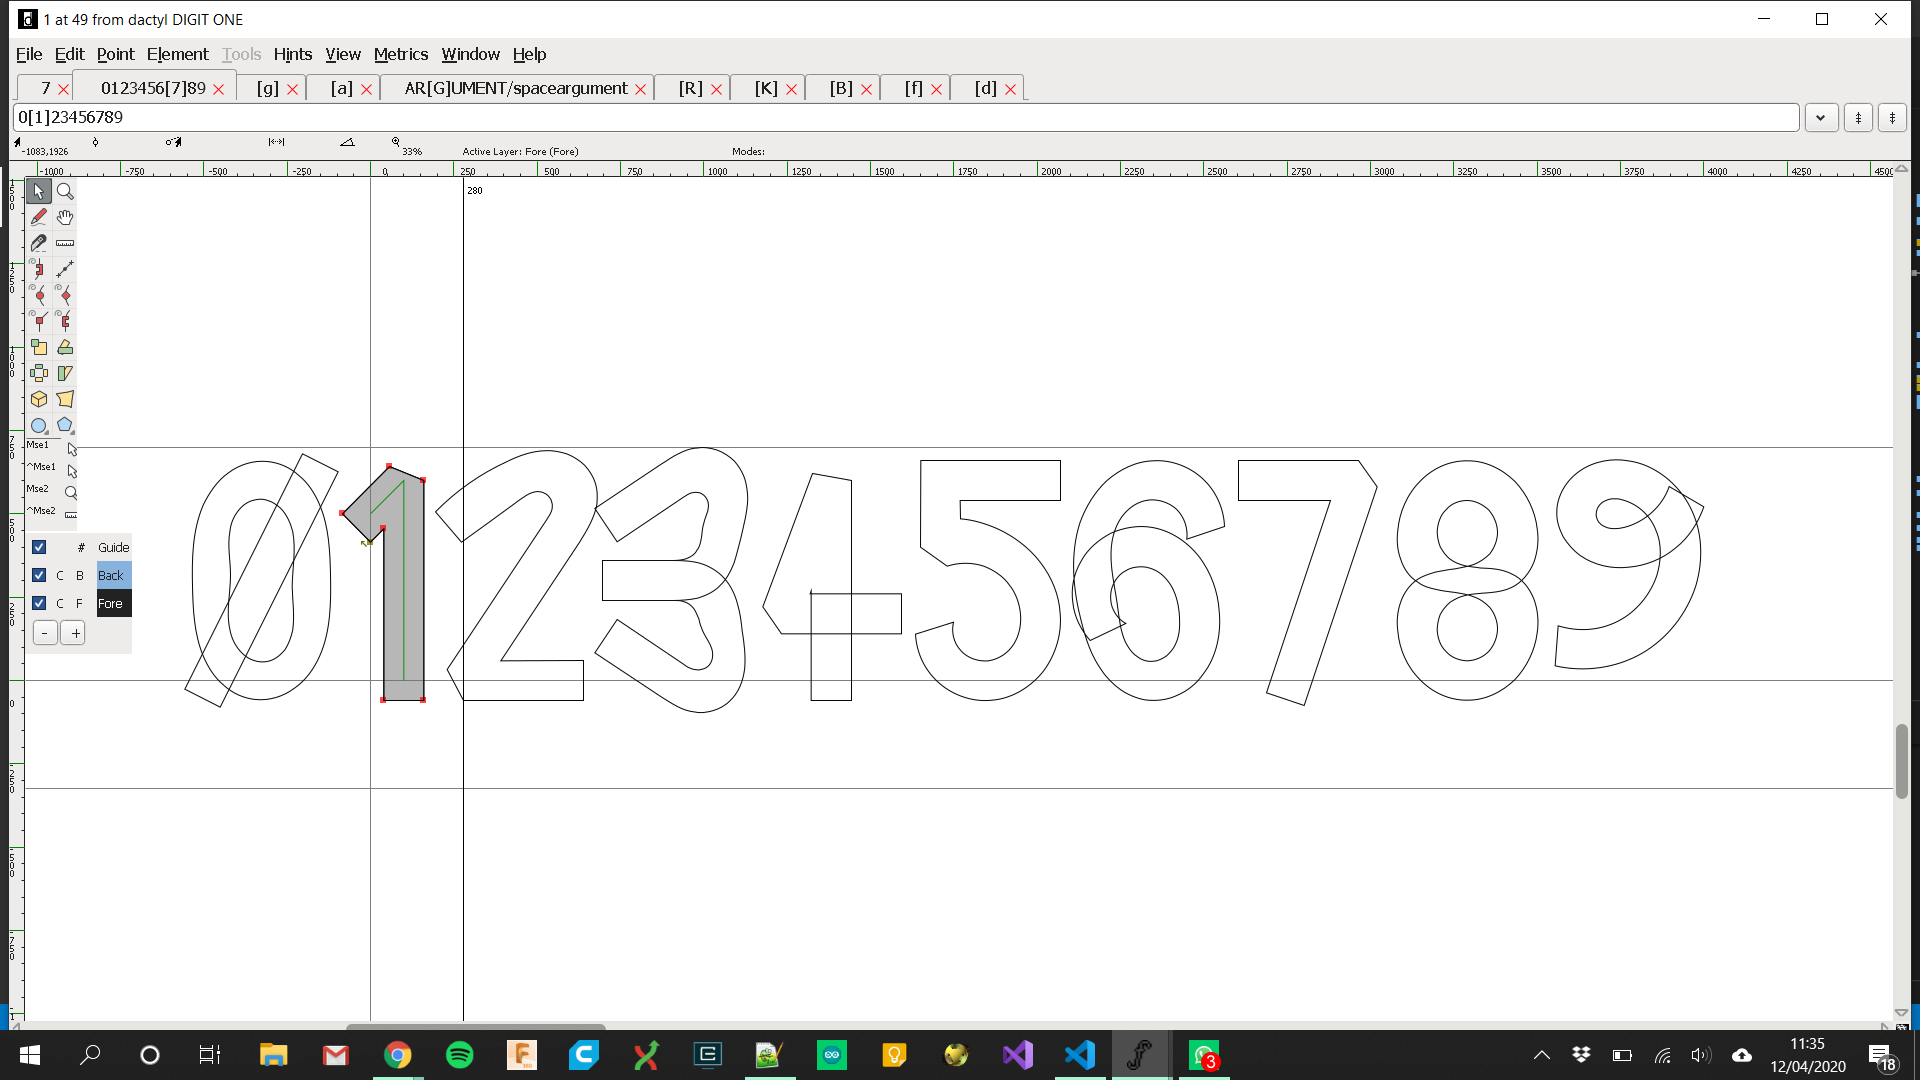 1 at 49 from dactyl DIGIT ONE
File Edit Point Element Tools Hints View Metrics Window Help
7 0123456[7]89 [g] [a] AR[G]UMENT/spaceargument [R] [K] [B] [f] [d]
0[1]23456789
-1083,1926 33% Active Layer: Fore (Fore) Modes:
-1000 -750 -500 -250 0 250 500 750 1000 1250 1500 1750 2000 2250 2500 2750 3000 3250 3500 3750 4000 4250 4500
280
Mse1
^Mse1
Mse2
^Mse2
0123456789
# Guide
C B Back
C F Fore
- +
11:35
12/04/2020
3
18